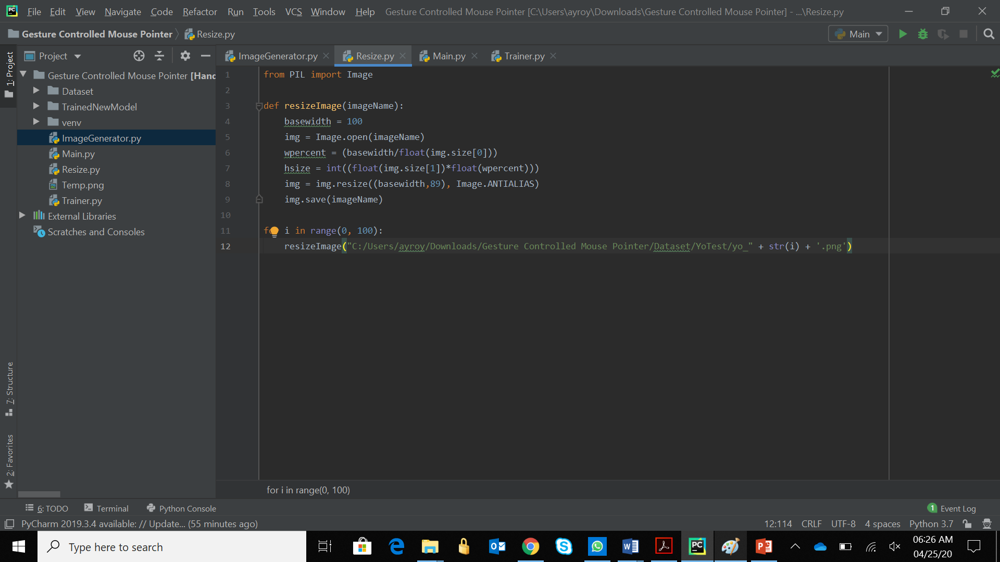 File Edit View Navigate Code Refactor Run Tools VCS Window Help Gesture Controlled Mouse Pointer [C:\Users\ayroy\Downloads\Gesture Controlled Mouse Pointer] - ...\Resize.py
Gesture Controlled Mouse Pointer Resize.py Main
Project
ImageGenerator.py Resize.py Main.py Trainer.py
1: Project
Gesture Controlled Mouse Pointer [Hand
Dataset
TrainedNewModel
venv
ImageGenerator.py
Main.py
Resize.py
Temp.png
Trainer.py
External Libraries
Scratches and Consoles
7: Structure
2: Favorites
1 from PIL import Image
2
3 def resizeImage(imageName):
4 basewidth = 100
5 img = Image.open(imageName)
6 wpercent = (basewidth/float(img.size[0]))
7 hsize = int((float(img.size[1])*float(wpercent)))
8 img = img.resize((basewidth,89), Image.ANTIALIAS)
9 img.save(imageName)
10
11 f i in range(0, 100):
12 resizeImage("C:/Users/ayroy/Downloads/Gesture Controlled Mouse Pointer/Dataset/YoTest/yo_" + str(i) + '.png')
for i in range(0, 100)
6: TODO Terminal Python Console 1 Event Log
PyCharm 2019.3.4 available: // Update... (55 minutes ago) 12:114 CRLF UTF-8 4 spaces Python 3.7
Type here to search
06:26 AM
04/25/20